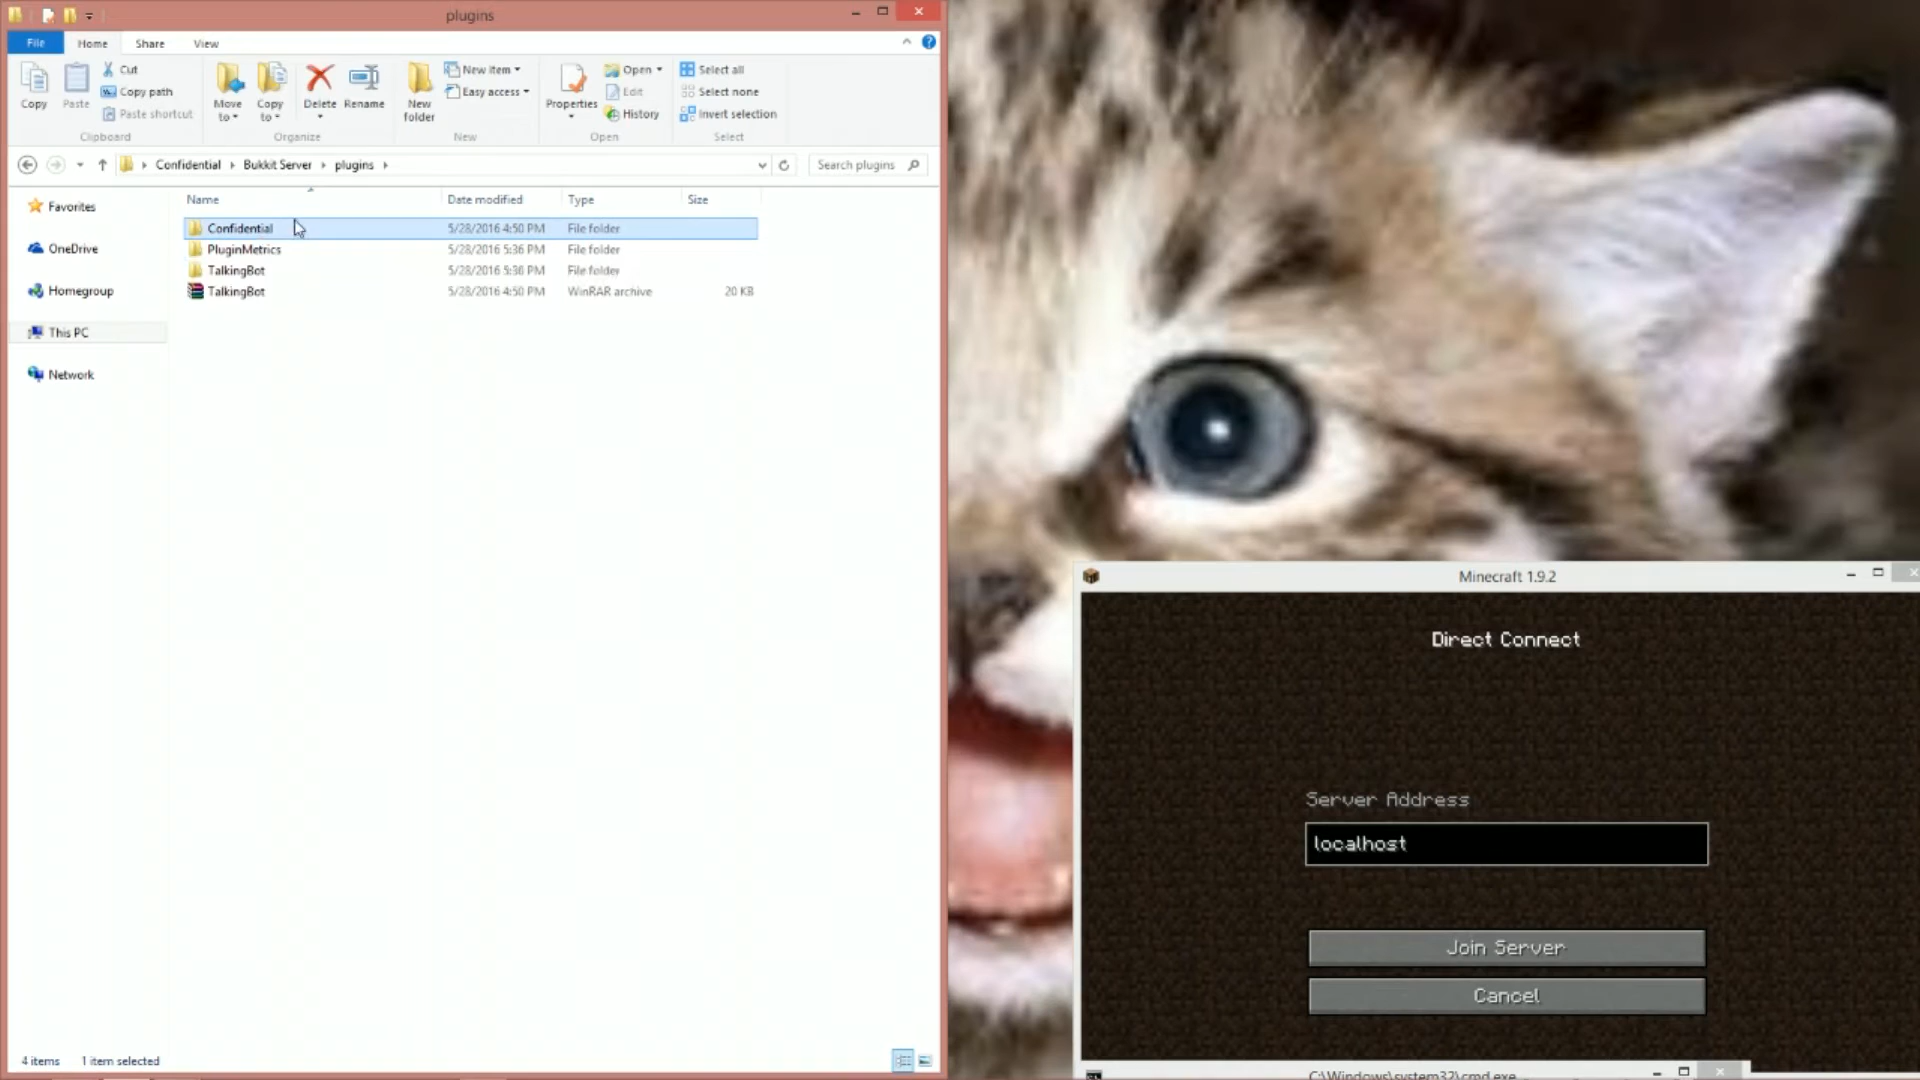 plugins
File Home Share View
Copy
Paste
Cut
Copy path
Paste shortcut
Clipboard
Move to
Copy to
Delete
Rename
Organize
New folder
New item
Easy access
New
Properties
Open
Edit
History
Open
Select all
Select none
Invert selection
Select
Confidential Bukkit Server plugins
Search plugins
Favorites
OneDrive
Homegroup
This PC
Network
Name Date modified Type Size
Confidential 5/28/2016 4:50 PM File folder
PluginMetrics 5/28/2016 5:36 PM File folder
TalkingBot 5/28/2016 5:36 PM File folder
TalkingBot 5/28/2016 4:50 PM WinRAR archive 20 KB
4 items 1 item selected
Minecraft 1.9.2
Direct Connect
Server Address
localhost
Join Server
Cancel
C:\Windows\system32\cmd.exe